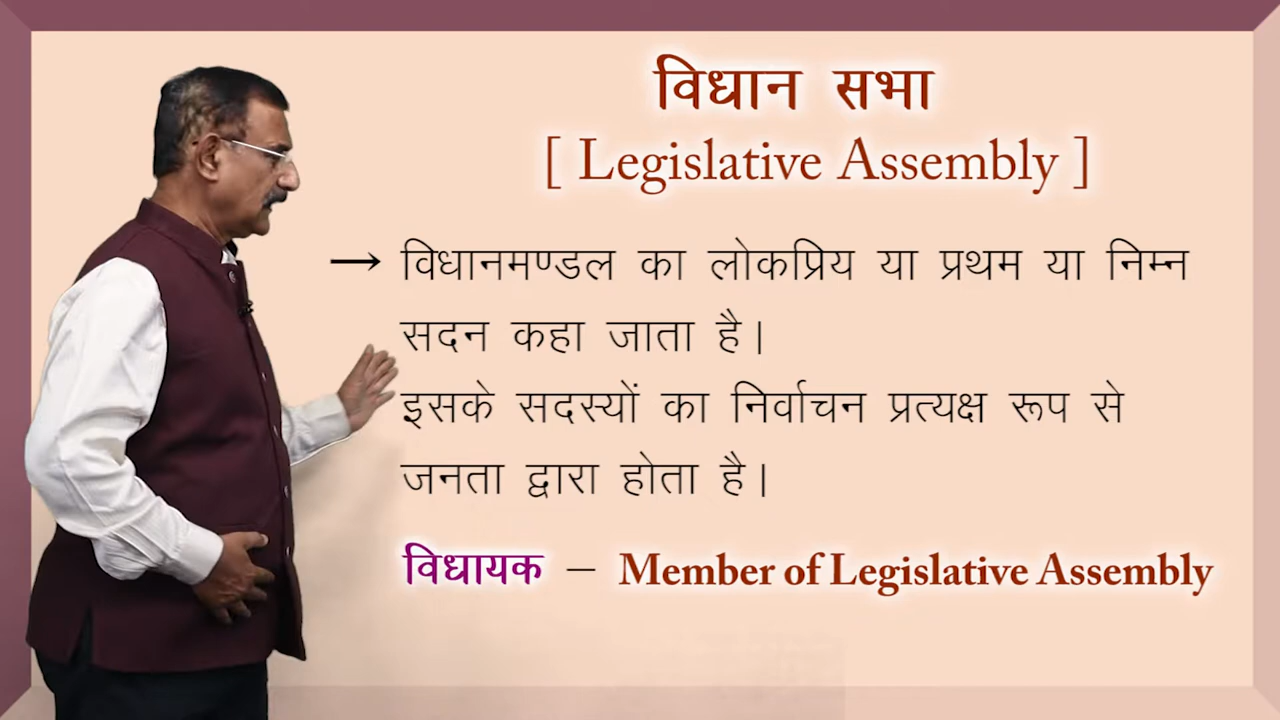 विधान सभा
[ Legislative Assembly ]
→ विधानमण्डल का लोकप्रिय या प्रथम या निम्न
सदन कहा जाता है।
इसके सदस्यों का निर्वाचन प्रत्यक्ष रूप से
जनता द्वारा होता है।
विधायक – Member of Legislative Assembly